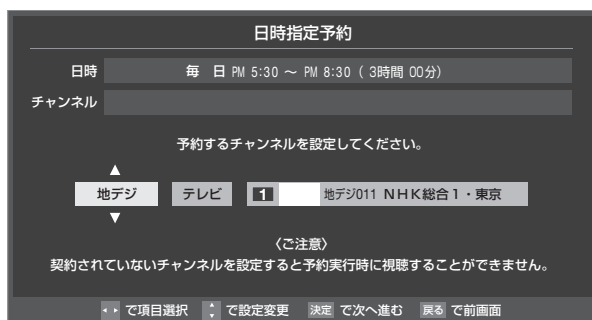 日時指定予約
日時 毎 日 PM 5:30 ～ PM 8:30 ( 3時間 00分)
チャンネル
予約するチャンネルを設定してください。
地デジ テレビ 1 地デジ011 NHK総合1・東京
〈ご注意〉
契約されていないチャンネルを設定すると予約実行時に視聴することができません。
で項目選択 で設定変更 決定 で次へ進む 戻る で前画面